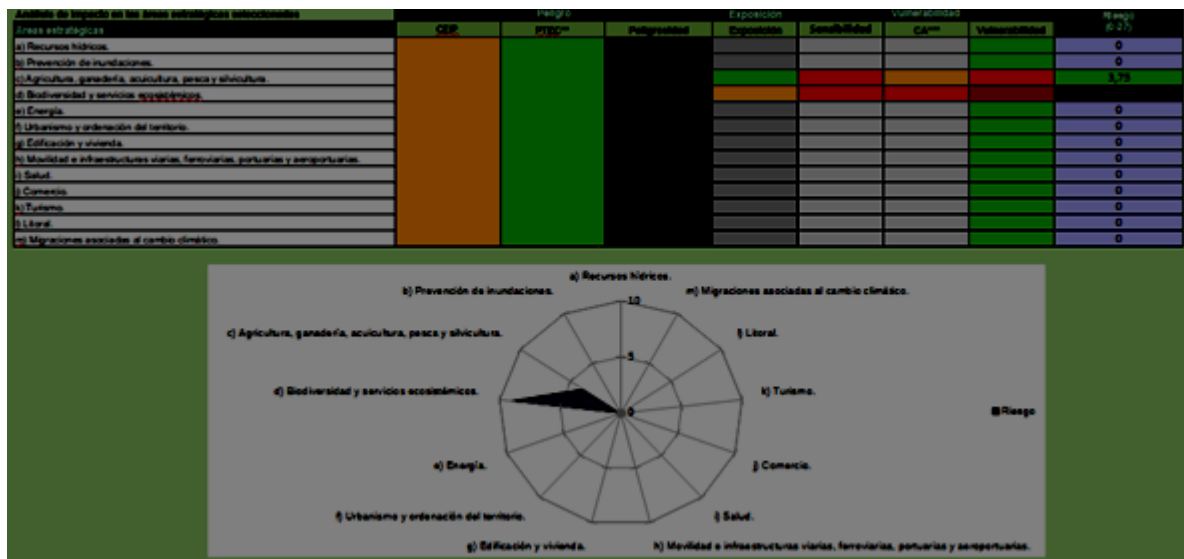 Análisis de impacto en las áreas estratégicas seleccionadas Peligro Exposición Vulnerabilidad Riesgo
Áreas estratégicas PTEC** Peligrosidad Exposición Sensibilidad CA*** Vulnerabilidad (0-27)
a) Recursos hídricos. 0
b) Prevención de inundaciones. 0
c) Agricultura, ganadería, acuicultura, pesca y silvicultura. 3,75
d) Biodiversidad y servicios ecosistémicos.
e) Energía. 0
f) Urbanismo y ordenación del territorio. 0
g) Edificación y vivienda. 0
h) Movilidad e infraestructuras viarias, ferroviarias, portuarias y aeroportuarias. 0
i) Salud. 0
j) Comercio. 0
k) Turismo. 0
l) Litoral. 0
m) Migraciones asociadas al cambio climático. 0
a) Recursos hídricos.
b) Prevención de inundaciones. m) Migraciones asociadas al cambio climático.
10
c) Agricultura, ganadería, acuicultura, pesca y silvicultura. l) Litoral.
5
d) Biodiversidad y servicios ecosistémicos. k) Turismo.
0 Riesgo
e) Energía. j) Comercio.
f) Urbanismo y ordenación del territorio. i) Salud.
g) Edificación y vivienda. h) Movilidad e infraestructuras viarias, ferroviarias, portuarias y aeroportuarias.